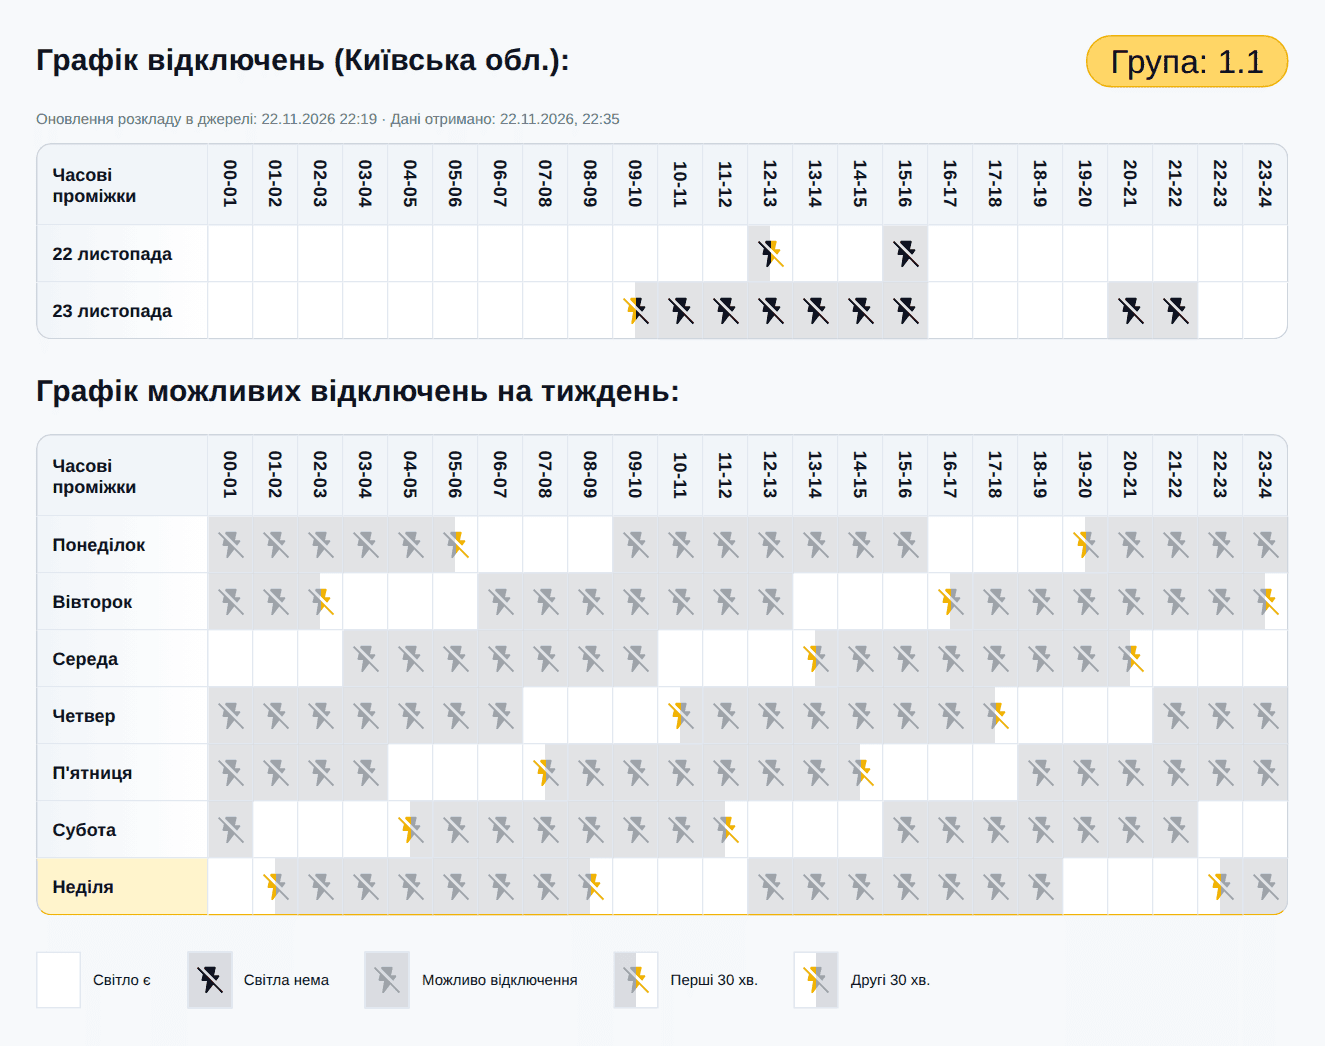 Графік відключень (Київська обл.):
Група: 1.1
Оновлення розкладу в джерелі: 22.11.2026 22:19 · Дані отримано: 22.11.2026, 22:35
Часові проміжки 00-01 01-02 02-03 03-04 04-05 05-06 06-07 07-08 08-09 09-10 10-11 11-12 12-13 13-14 14-15 15-16 16-17 17-18 18-19 19-20 20-21 21-22 22-23 23-24
22 листопада
23 листопада
Графік можливих відключень на тиждень:
Часові проміжки 00-01 01-02 02-03 03-04 04-05 05-06 06-07 07-08 08-09 09-10 10-11 11-12 12-13 13-14 14-15 15-16 16-17 17-18 18-19 19-20 20-21 21-22 22-23 23-24
Понеділок
Вівторок
Середа
Четвер
П'ятниця
Субота
Неділя
Світло є Світла нема Можливо відключення Перші 30 хв. Другі 30 хв.